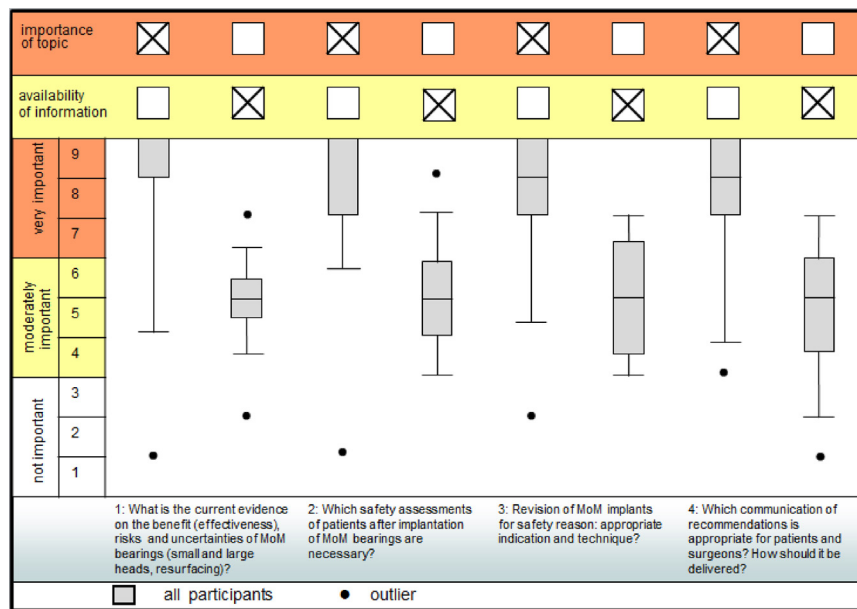 importance
of topic
availability
of information
very important
9
8
7
moderately
important
6
5
4
not important
3
2
1
1: What is the current evidence
on the benefit (effectiveness),
risks and uncertainties of MoM
bearings (small and large
heads, resurfacing)?
2: Which safety assessments
of patients after implantation
of MoM bearings are
necessary?
3: Revision of MoM implants
for safety reason: appropriate
indication and technique?
4: Which communication of
recommendations is
appropriate for patients and
surgeons? How should it be
delivered?
all participants
outlier